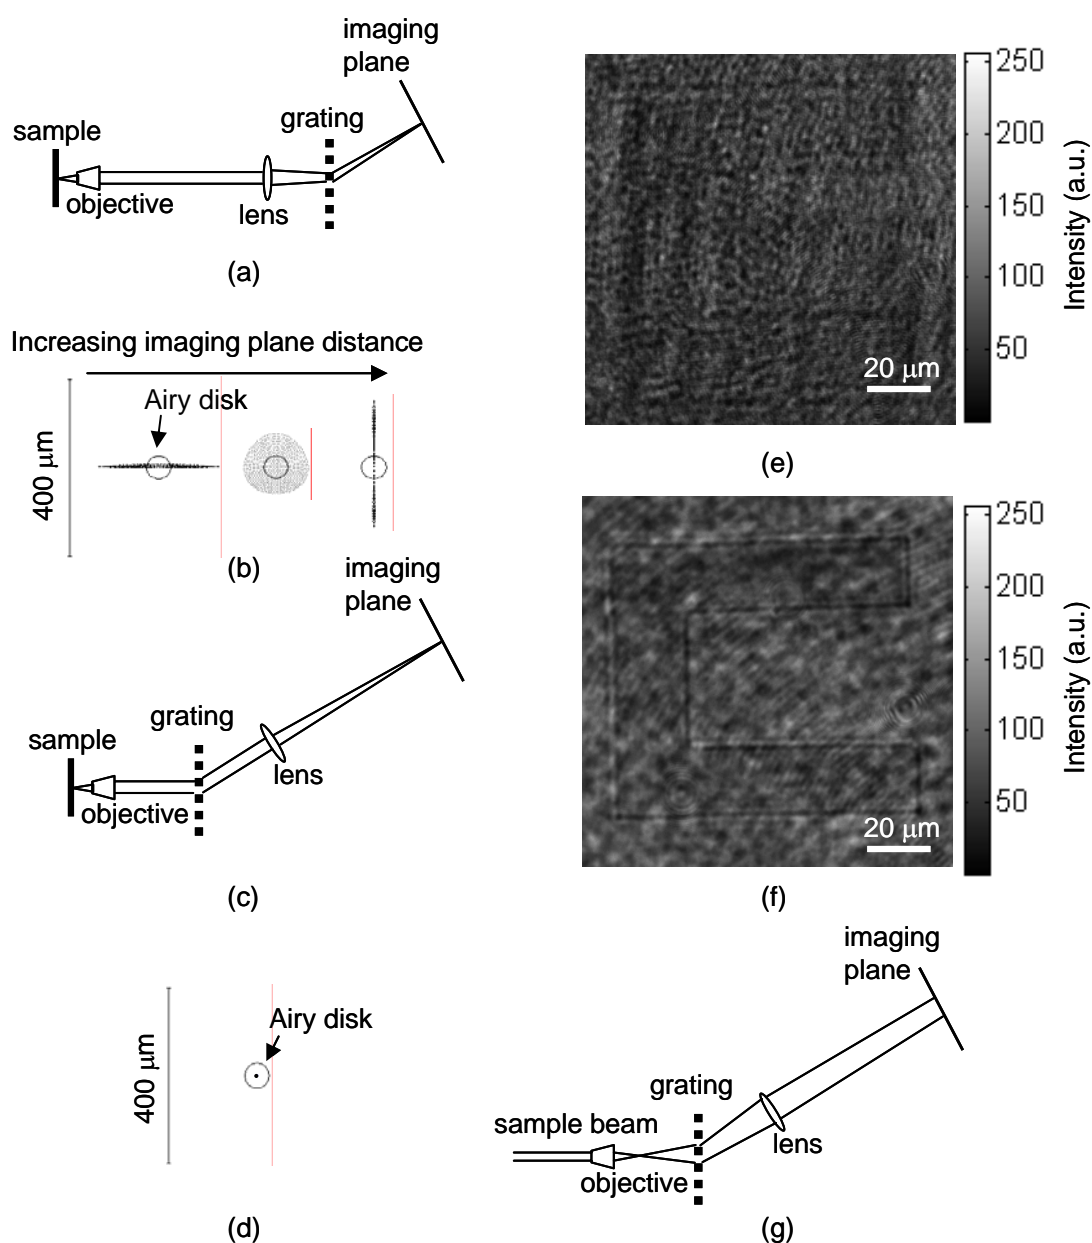 imaging
plane
grating
sample
objective
lens
(a)
Increasing imaging plane distance
Airy disk
400 μm
(b)
imaging
plane
grating
sample
lens
objective
(c)
Airy disk
400 μm
(d)
250
200
150
100
50
Intensity (a.u.)
20 μm
(e)
250
200
150
100
50
Intensity (a.u.)
20 μm
(f)
imaging
plane
grating
sample beam
lens
objective
(g)